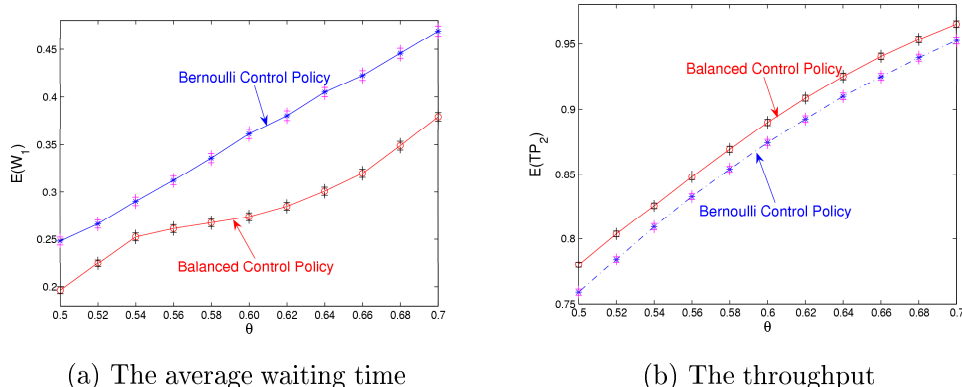 0.45
0.4
0.35
0.3
0.25
0.2
E(W1)
Bernoulli Control Policy
Balanced Control Policy
0.5 0.52 0.54 0.56 0.58 0.60 0.62 0.64 0.66 0.68 0.7
θ
(a) The average waiting time
0.95
0.9
0.85
0.8
0.75
E(TP2)
Balanced Control Policy
Bernoulli Control Policy
0.5 0.52 0.54 0.56 0.58 0.6 0.62 0.64 0.66 0.68 0.7
θ
(b) The throughput